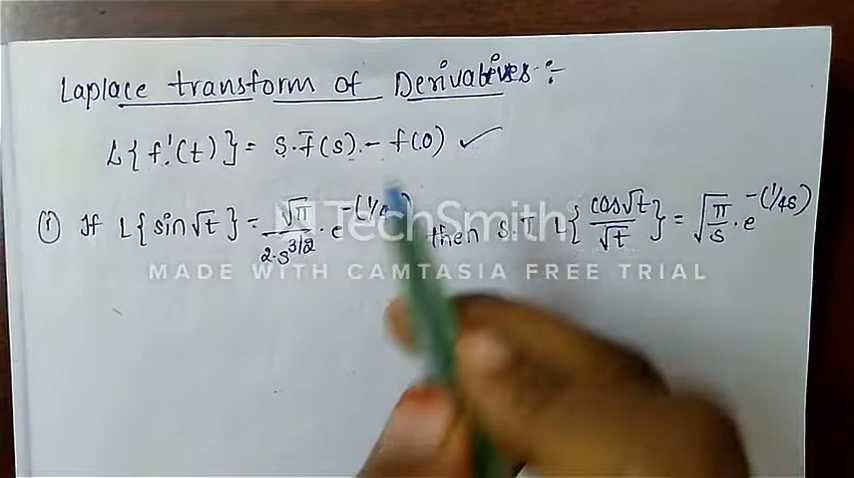 Laplace transform of Derivatives :-
L{f'(t)} = s.f̄(s) - f(0) ✓
(1) If L{sin√t} = √π/2.s^3/2 . e^-(1/4 then S.T L{cos√t/√t} = √π/s . e^-(1/4s)
TechSmith
MADE WITH CAMTASIA FREE TRIAL